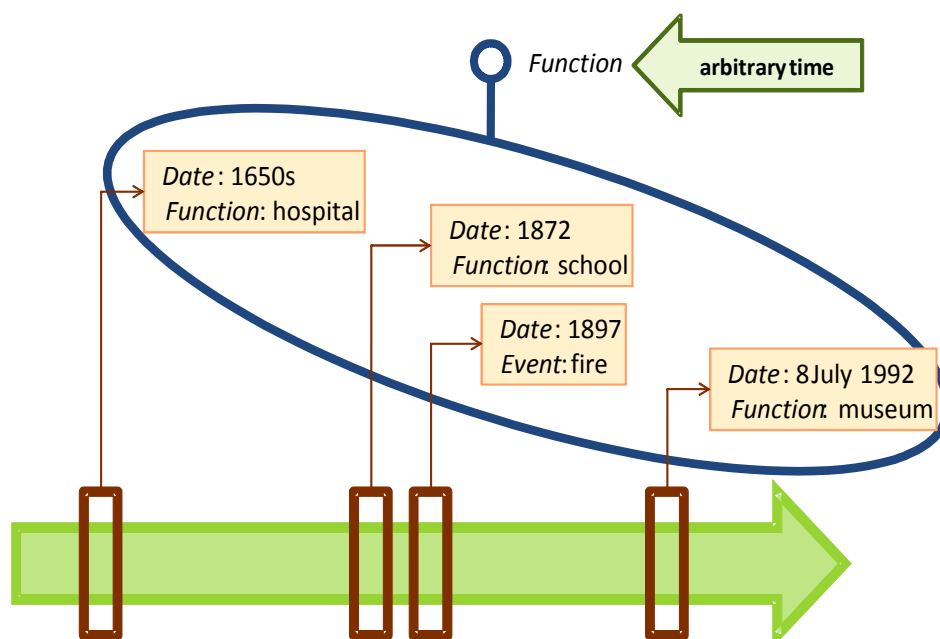 Function
arbitrary time
Date: 1650s
Function: hospital
Date: 1872
Function: school
Date: 1897
Event: fire
Date: 8July 1992
Function: museum